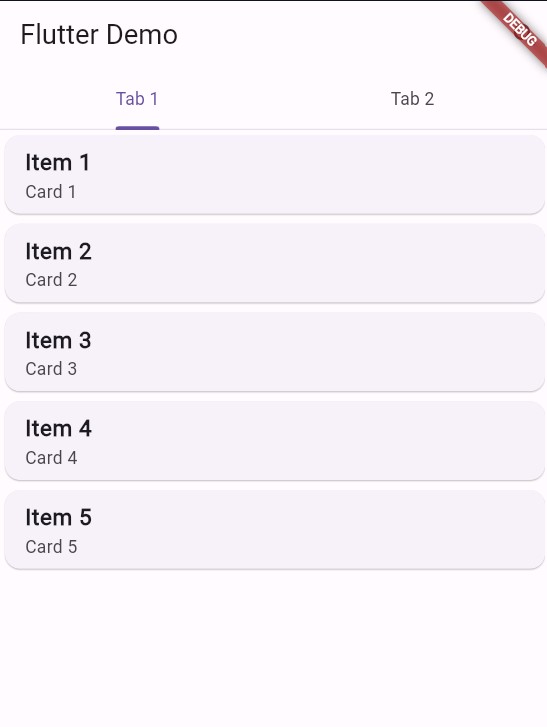 Flutter Demo
DEBUG
Tab 1
Tab 2
Item 1
Card 1
Item 2
Card 2
Item 3
Card 3
Item 4
Card 4
Item 5
Card 5